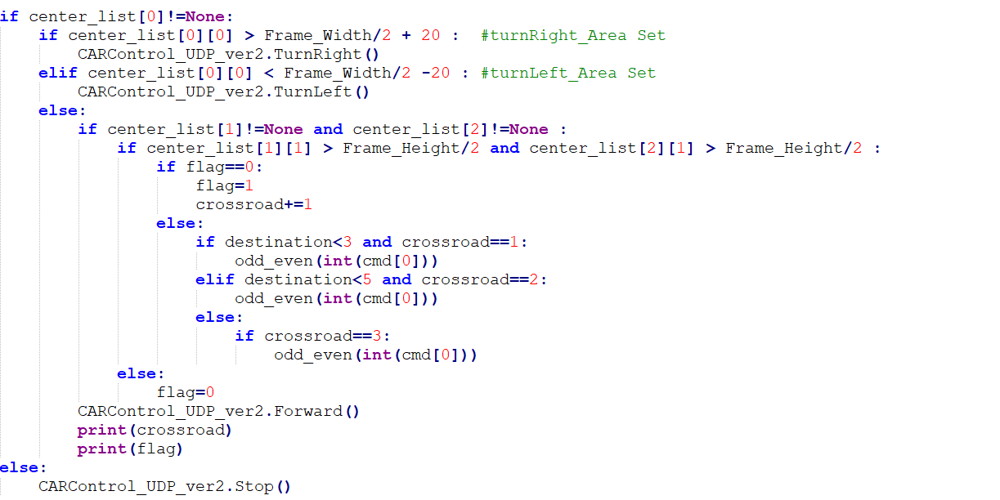 if center_list[0]!=None:
    if center_list[0][0] > Frame_Width/2 + 20 :  #turnRight_Area Set
        CARControl_UDP_ver2.TurnRight()
    elif center_list[0][0] < Frame_Width/2 -20 : #turnLeft_Area Set
        CARControl_UDP_ver2.TurnLeft()
    else:
        if center_list[1]!=None and center_list[2]!=None :
            if center_list[1][1] > Frame_Height/2 and center_list[2][1] > Frame_Height/2 :
                if flag==0:
                    flag=1
                    crossroad+=1
                else:
                    if destination<3 and crossroad==1:
                        odd_even(int(cmd[0]))
                    elif destination<5 and crossroad==2:
                        odd_even(int(cmd[0]))
                    else:
                        if crossroad==3:
                            odd_even(int(cmd[0]))
            else:
                flag=0
        CARControl_UDP_ver2.Forward()
        print(crossroad)
        print(flag)
else:
    CARControl_UDP_ver2.Stop()